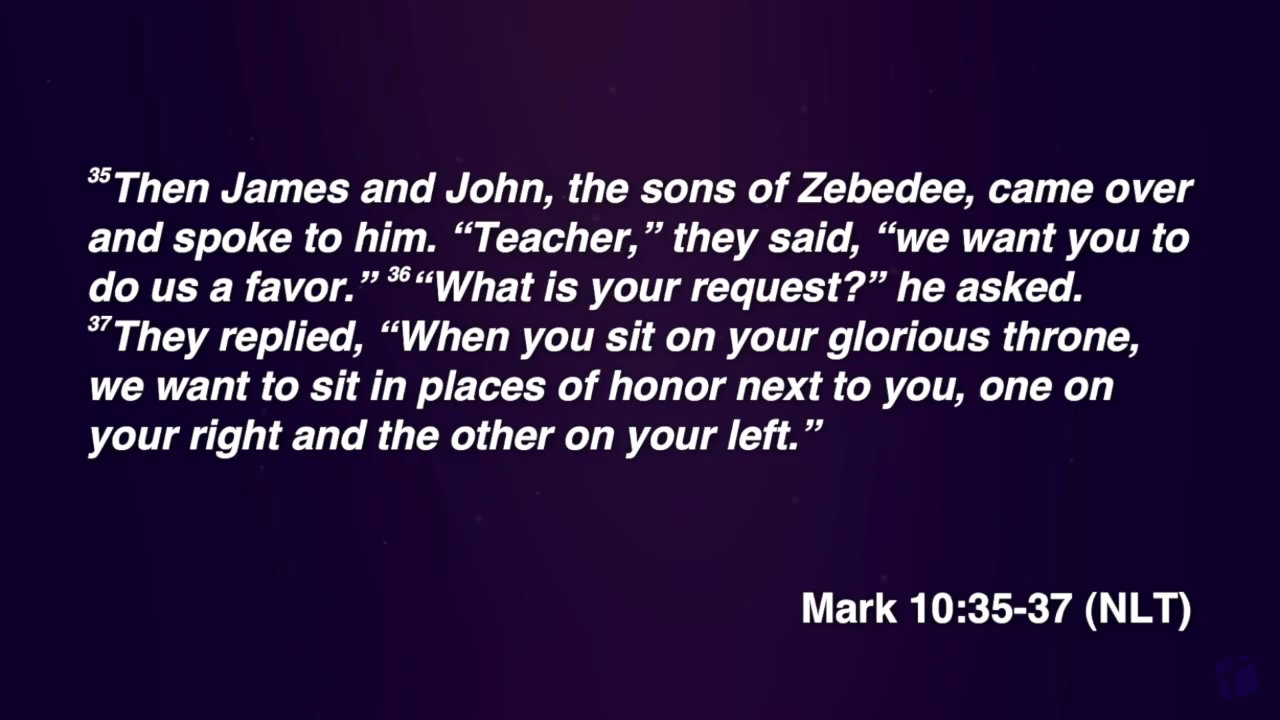 ³⁵Then James and John, the sons of Zebedee, came over
and spoke to him. “Teacher,” they said, “we want you to
do us a favor.” ³⁶“What is your request?” he asked.
³⁷They replied, “When you sit on your glorious throne,
we want to sit in places of honor next to you, one on
your right and the other on your left.”
Mark 10:35-37 (NLT)